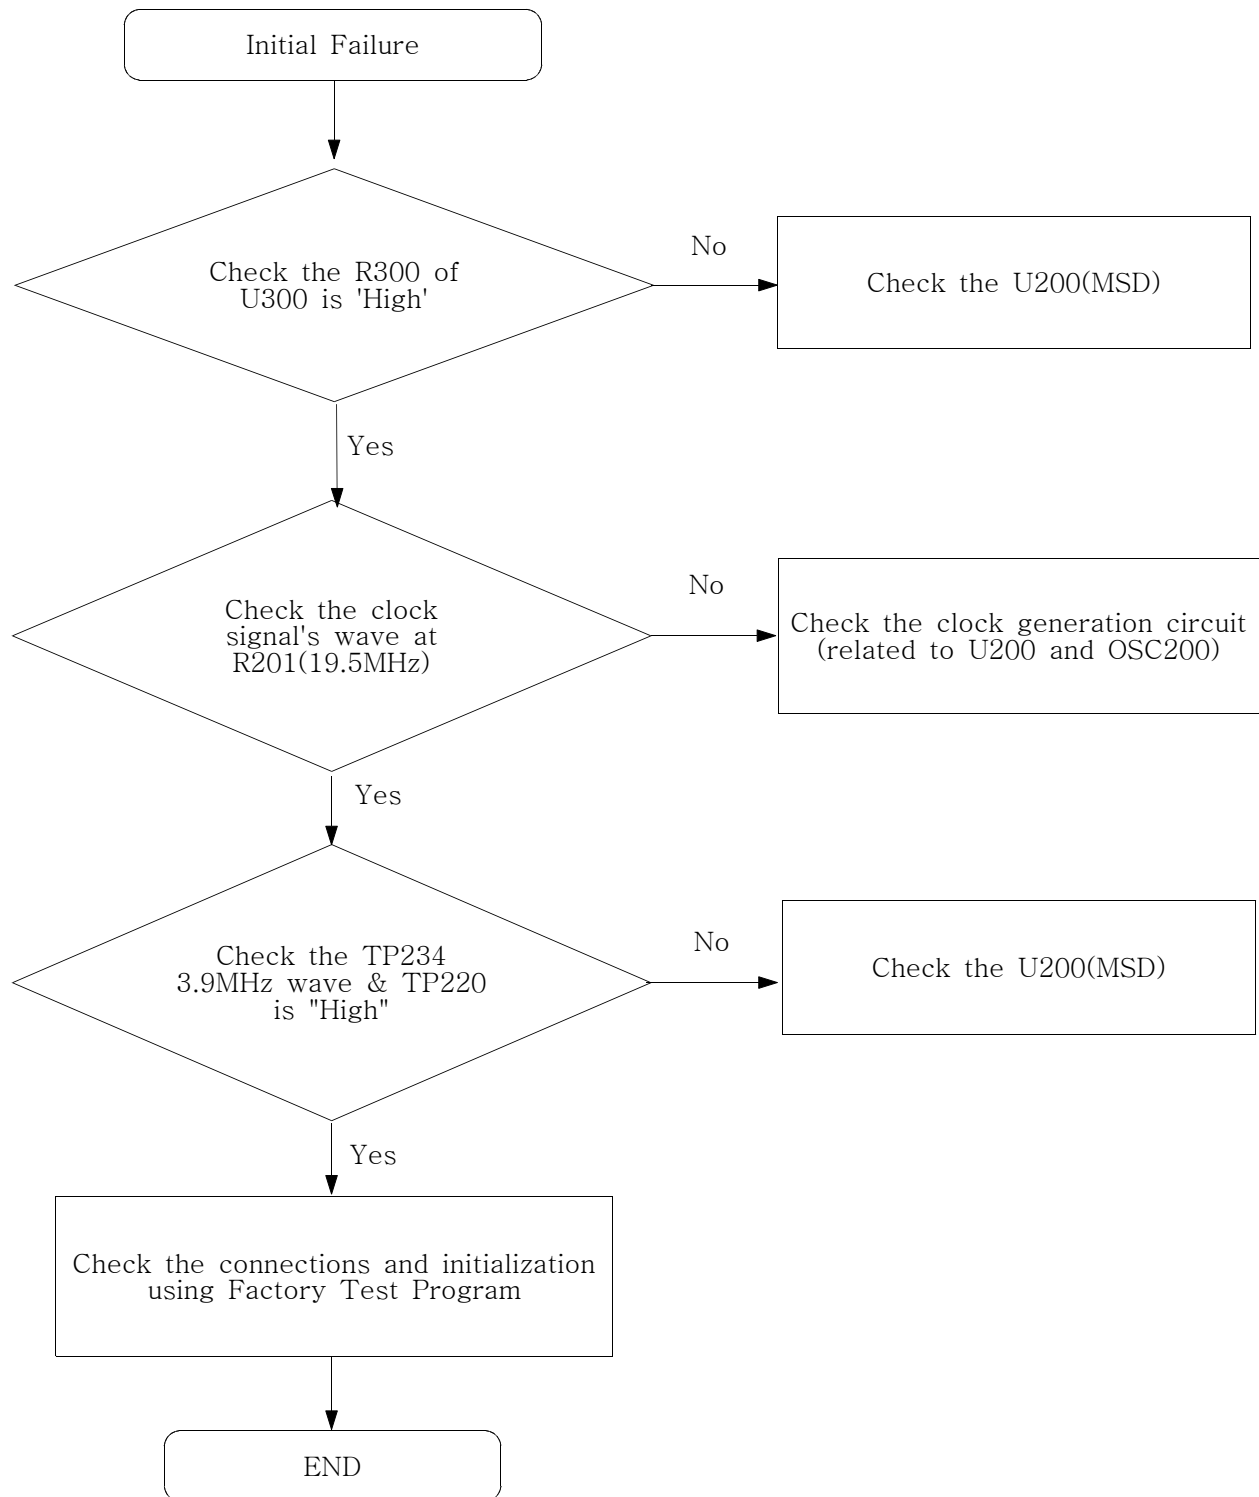 Initial Failure
Check the R300 of
U300 is 'High'
No
Check the U200(MSD)
Yes
Check the clock
signal's wave at
R201(19.5MHz)
No
Check the clock generation circuit
(related to U200 and OSC200)
Yes
Check the TP234
3.9MHz wave & TP220
is "High"
No
Check the U200(MSD)
Yes
Check the connections and initialization
using Factory Test Program
END